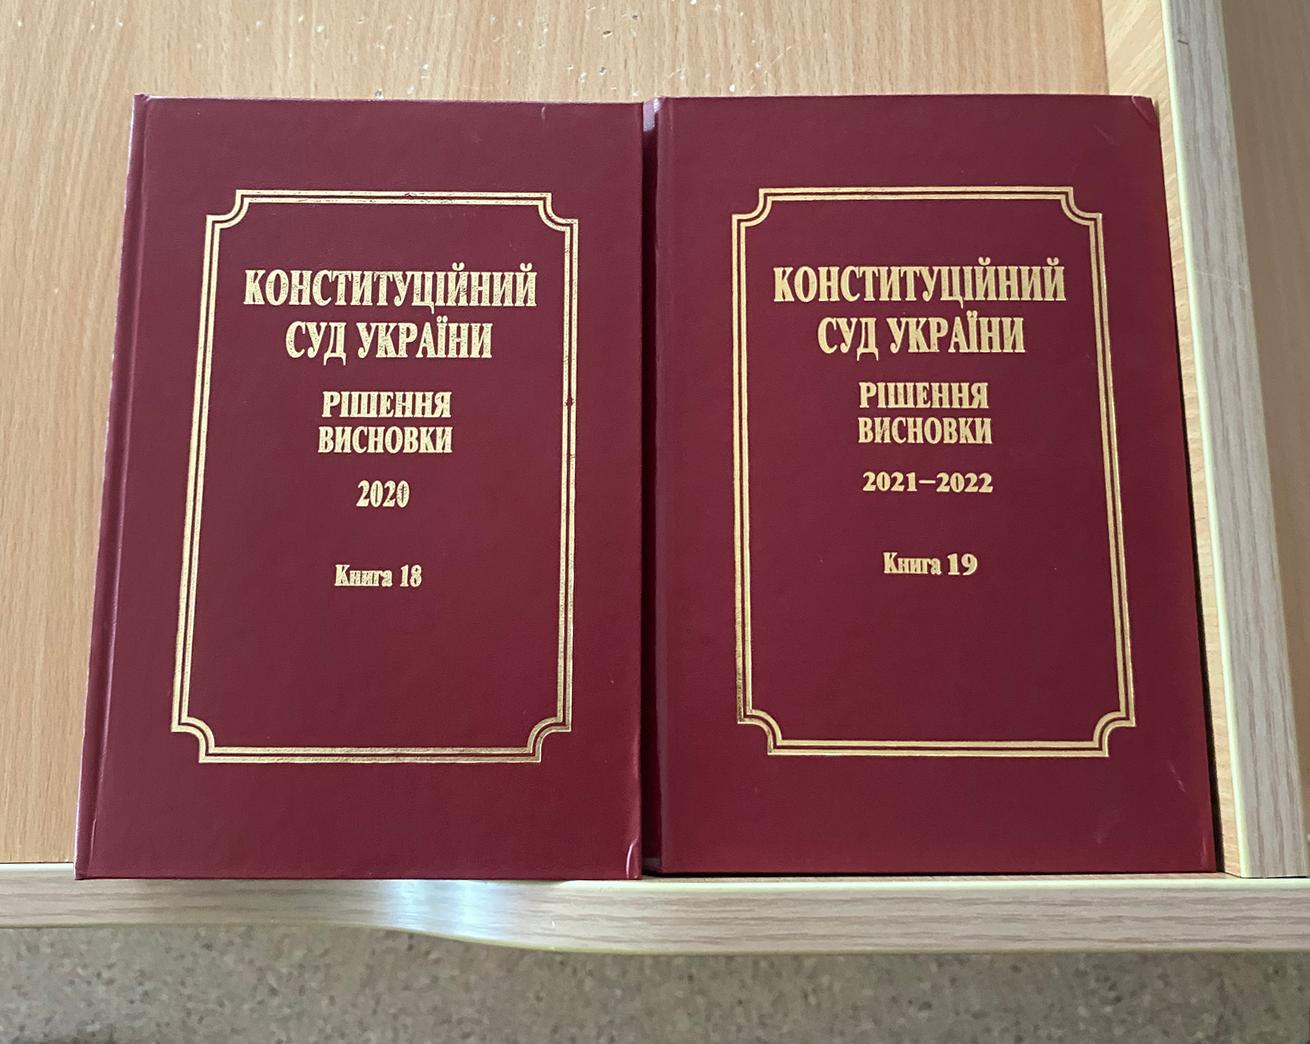 КОНСТИТУЦІЙНИЙ
СУД УКРАЇНИ
РІШЕННЯ
ВИСНОВКИ
2020
Книга 18
КОНСТИТУЦІЙНИЙ
СУД УКРАЇНИ
РІШЕННЯ
ВИСНОВКИ
2021–2022
Книга 19